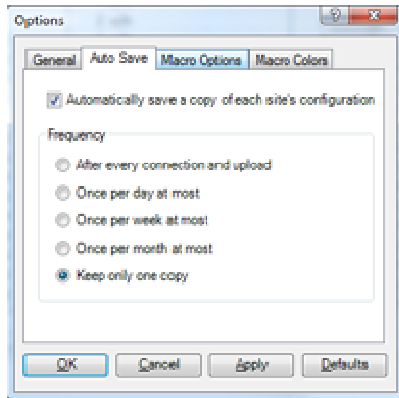 Options
General Auto Save Macro Options Macro Colors
Automatically save a copy of each site's configuration
Frequency
After every connection and upload
Once per day at most
Once per week at most
Once per month at most
Keep only one copy
OK Cancel Apply Defaults